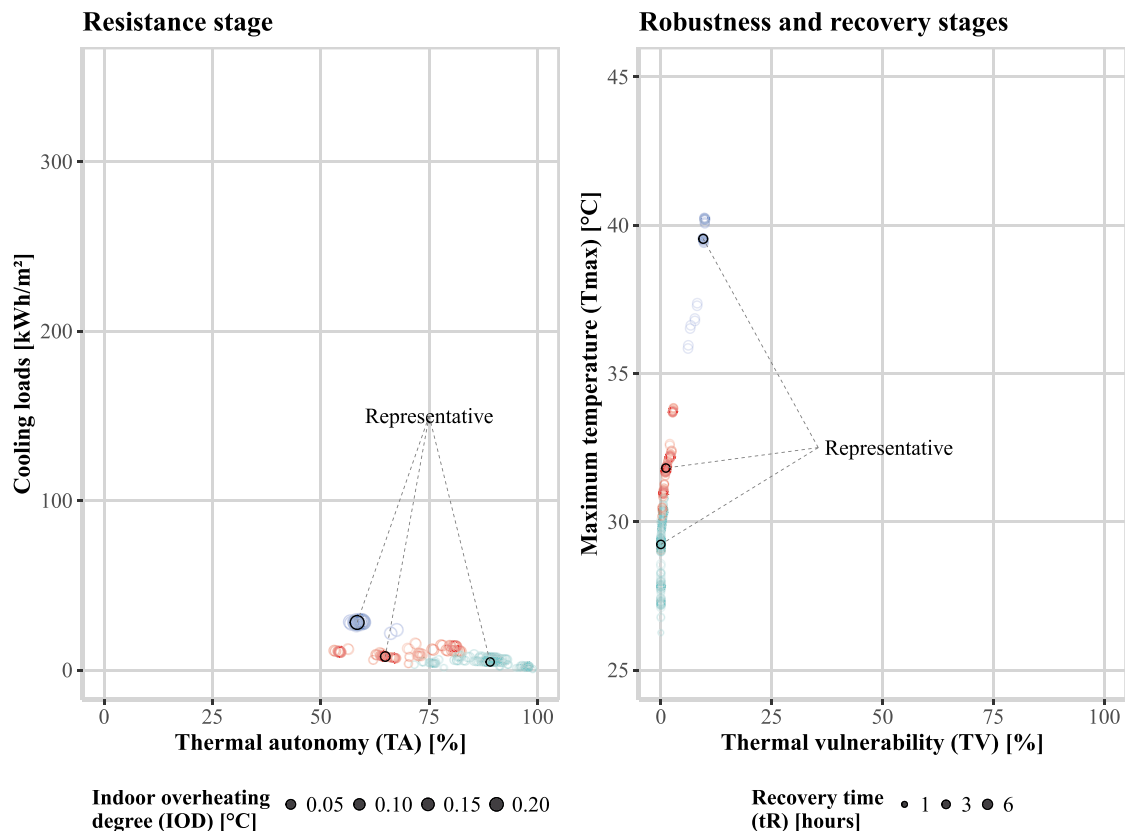 Resistance stage
Cooling loads [kWh/m²]
300
200
100
0
Representative
0 25 50 75 100
Thermal autonomy (TA) [%]
Indoor overheating
degree (IOD) [°C]
0.05 0.10 0.15 0.20
Robustness and recovery stages
Maximum temperature (Tmax) [°C]
45
40
35
30
25
Representative
0 25 50 75 100
Thermal vulnerability (TV) [%]
Recovery time
(tR) [hours]
1 3 6